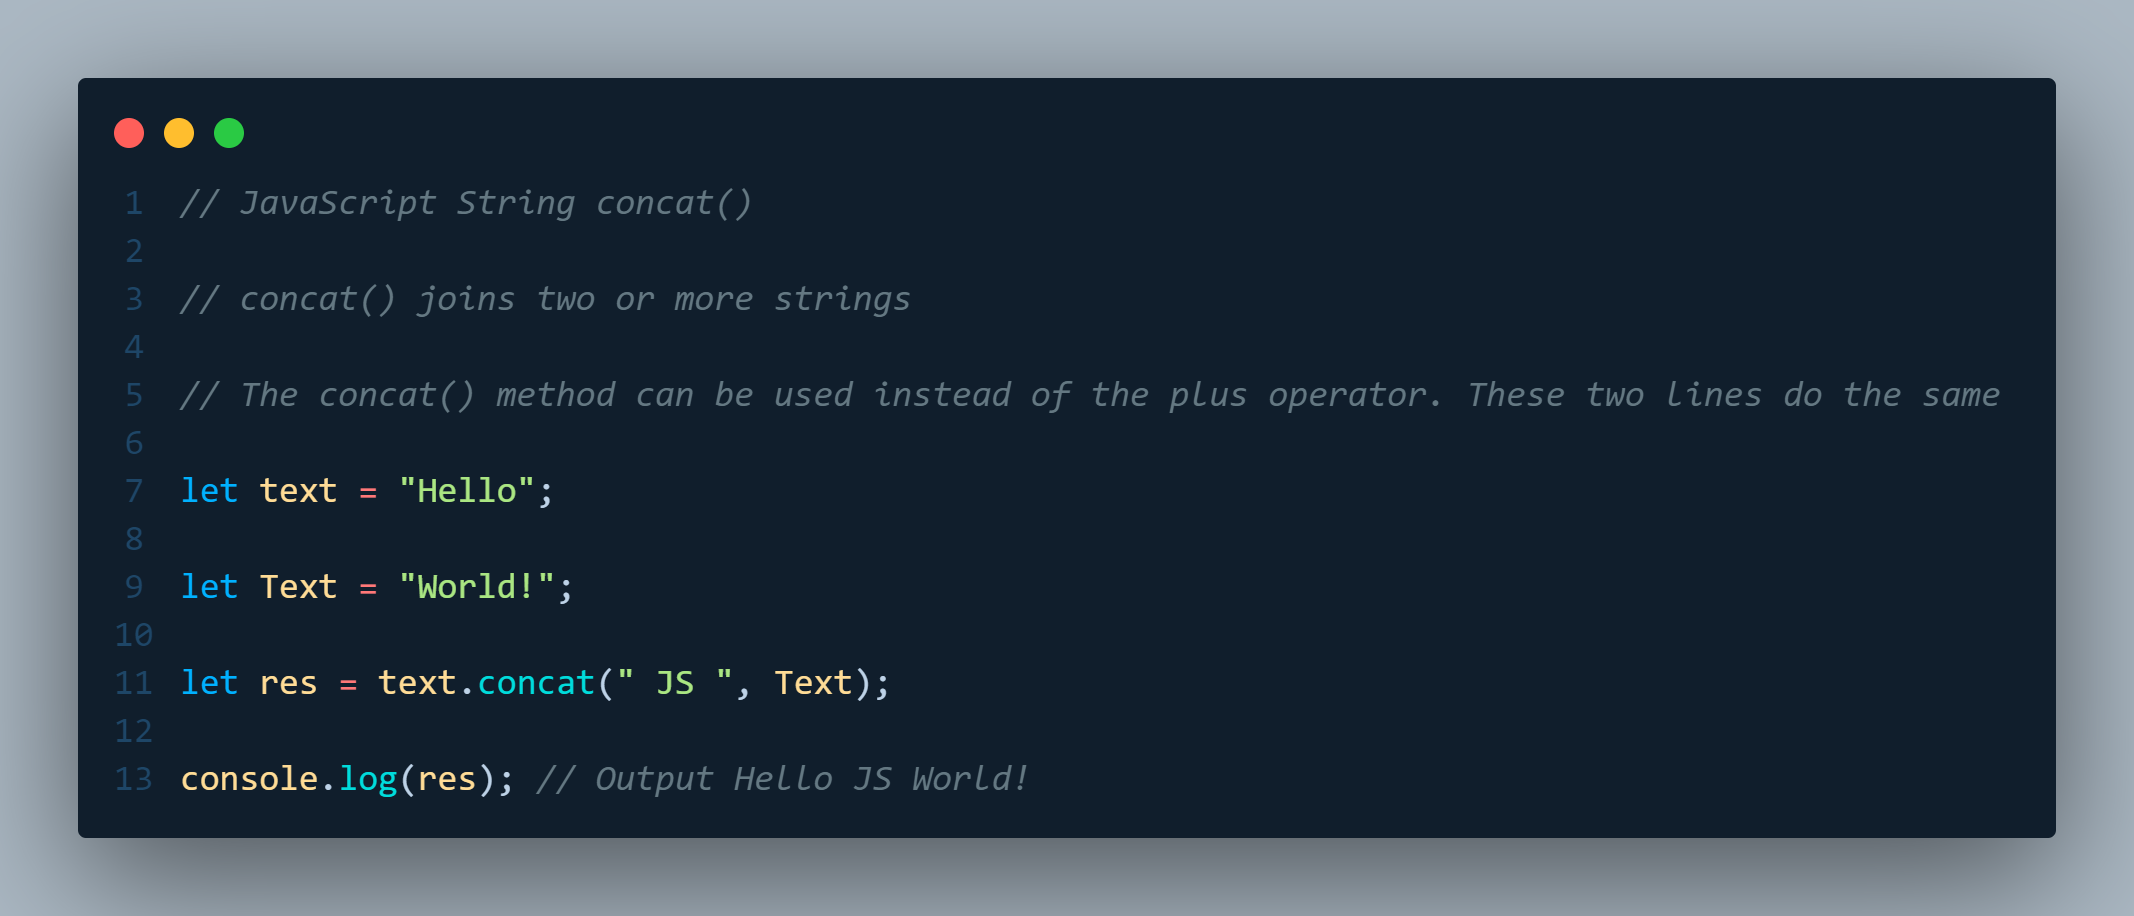 1 // JavaScript String concat()
2
3 // concat() joins two or more strings
4
5 // The concat() method can be used instead of the plus operator. These two lines do the same
6
7 let text = "Hello";
8
9 let Text = "World!";
10
11 let res = text.concat(" JS ", Text);
12
13 console.log(res); // Output Hello JS World!